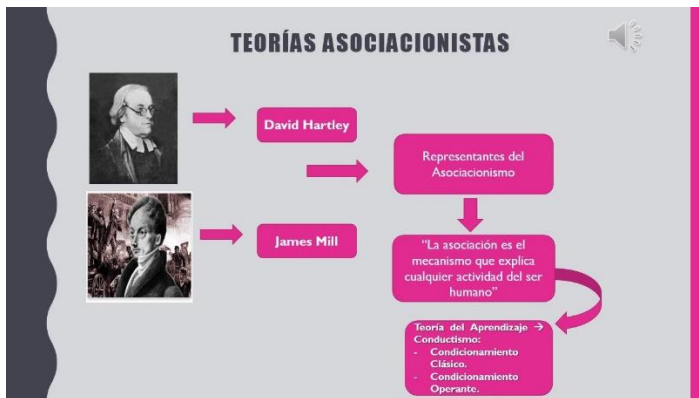 TEORÍAS ASOCIACIONISTAS
David Hartley
Representantes del
Asociacionismo
James Mill
“La asociación es el
mecanismo que explica
cualquier actividad del ser
humano”
Teoría del Aprendizaje →
Conductismo:
- Condicionamiento
Clásico.
- Condicionamiento
Operante.